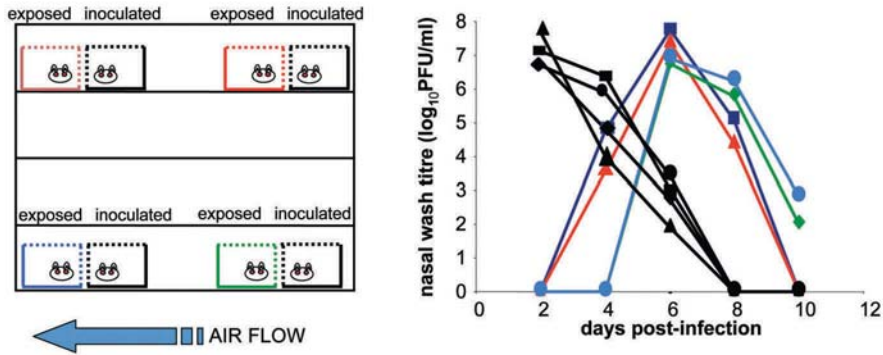 exposed inoculated exposed inoculated
exposed inoculated exposed inoculated
AIR FLOW
nasal wash titre (log10PFU/ml)
8
7
6
5
4
3
2
1
0
0 2 4 6 8 10 12
days post-infection